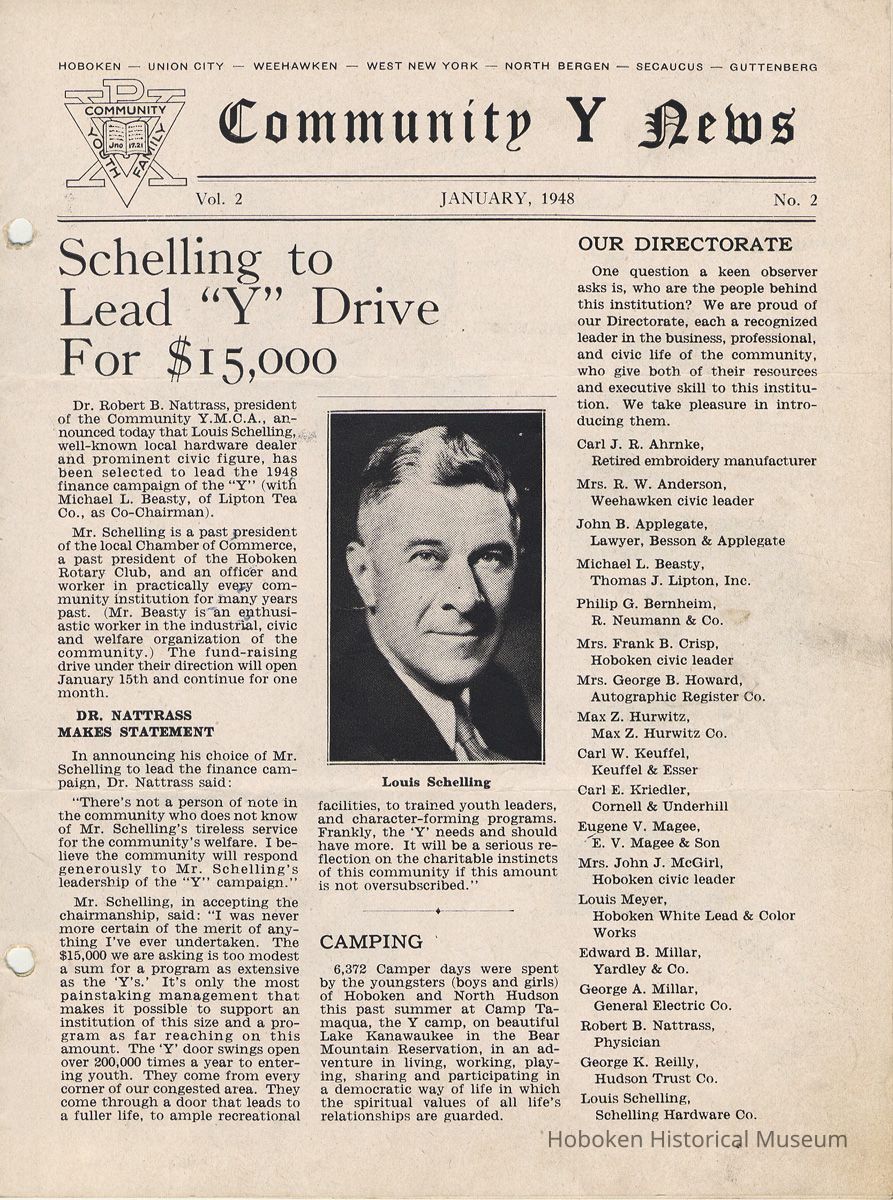 HOBOKEN — UNION CITY — WEEHAWKEN — WEST NEW YORK — NORTH BERGEN — SECAUCUS — GUTTENBERG
COMMUNITY
YOUTH
FAMILY
Jno 17.21
Community Y News
Vol. 2 JANUARY, 1948 No. 2
Schelling to
Lead "Y" Drive
For $15,000
Dr. Robert B. Nattrass, president
of the Community Y.M.C.A., an-
nounced today that Louis Schelling,
well-known local hardware dealer
and prominent civic figure, has
been selected to lead the 1948
finance campaign of the "Y" (with
Michael L. Beasty, of Lipton Tea
Co., as Co-Chairman).
Mr. Schelling is a past president
of the local Chamber of Commerce,
a past president of the Hoboken
Rotary Club, and an officer and
worker in practically every com-
munity institution for many years
past. (Mr. Beasty is an enthusi-
astic worker in the industrial, civic
and welfare organization of the
community.) The fund-raising
drive under their direction will open
January 15th and continue for one
month.
DR. NATTRASS
MAKES STATEMENT
In announcing his choice of Mr.
Schelling to lead the finance cam-
paign, Dr. Nattrass said:
"There's not a person of note in
the community who does not know
of Mr. Schelling's tireless service
for the community's welfare. I be-
lieve the community will respond
generously to Mr. Schelling's
leadership of the "Y" campaign."
Mr. Schelling, in accepting the
chairmanship, said: "I was never
more certain of the merit of any-
thing I've ever undertaken. The
$15,000 we are asking is too modest
a sum for a program as extensive
as the 'Y's.' It's only the most
painstaking management that
makes it possible to support an
institution of this size and a pro-
gram as far reaching on this
amount. The 'Y' door swings open
over 200,000 times a year to enter-
ing youth. They come from every
corner of our congested area. They
come through a door that leads to
a fuller life, to ample recreational
Louis Schelling
facilities, to trained youth leaders,
and character-forming programs.
Frankly, the 'Y' needs and should
have more. It will be a serious re-
flection on the charitable instincts
of this community if this amount
is not oversubscribed."
CAMPING
6,372 Camper days were spent
by the youngsters (boys and girls)
of Hoboken and North Hudson
this past summer at Camp Ta-
maqua, the Y camp, on beautiful
Lake Kanawaukee in the Bear
Mountain Reservation, in an ad-
venture in living, working, play-
ing, sharing and participating in
a democratic way of life in which
the spiritual values of all life's
relationships are guarded.
OUR DIRECTORATE
One question a keen observer
asks is, who are the people behind
this institution? We are proud of
our Directorate, each a recognized
leader in the business, professional,
and civic life of the community,
who give both of their resources
and executive skill to this institu-
tion. We take pleasure in intro-
ducing them.
Carl J. R. Ahrnke,
Retired embroidery manufacturer
Mrs. R. W. Anderson,
Weehawken civic leader
John B. Applegate,
Lawyer, Besson & Applegate
Michael L. Beasty,
Thomas J. Lipton, Inc.
Philip G. Bernheim,
R. Neumann & Co.
Mrs. Frank B. Crisp,
Hoboken civic leader
Mrs. George B. Howard,
Autographic Register Co.
Max Z. Hurwitz,
Max Z. Hurwitz Co.
Carl W. Keuffel,
Keuffel & Esser
Carl E. Kriedler,
Cornell & Underhill
Eugene V. Magee,
E. V. Magee & Son
Mrs. John J. McGirl,
Hoboken civic leader
Louis Meyer,
Hoboken White Lead & Color
Works
Edward B. Millar,
Yardley & Co.
George A. Millar,
General Electric Co.
Robert B. Nattrass,
Physician
George K. Reilly,
Hudson Trust Co.
Louis Schelling,
Schelling Hardware Co.
Hoboken Historical Museum